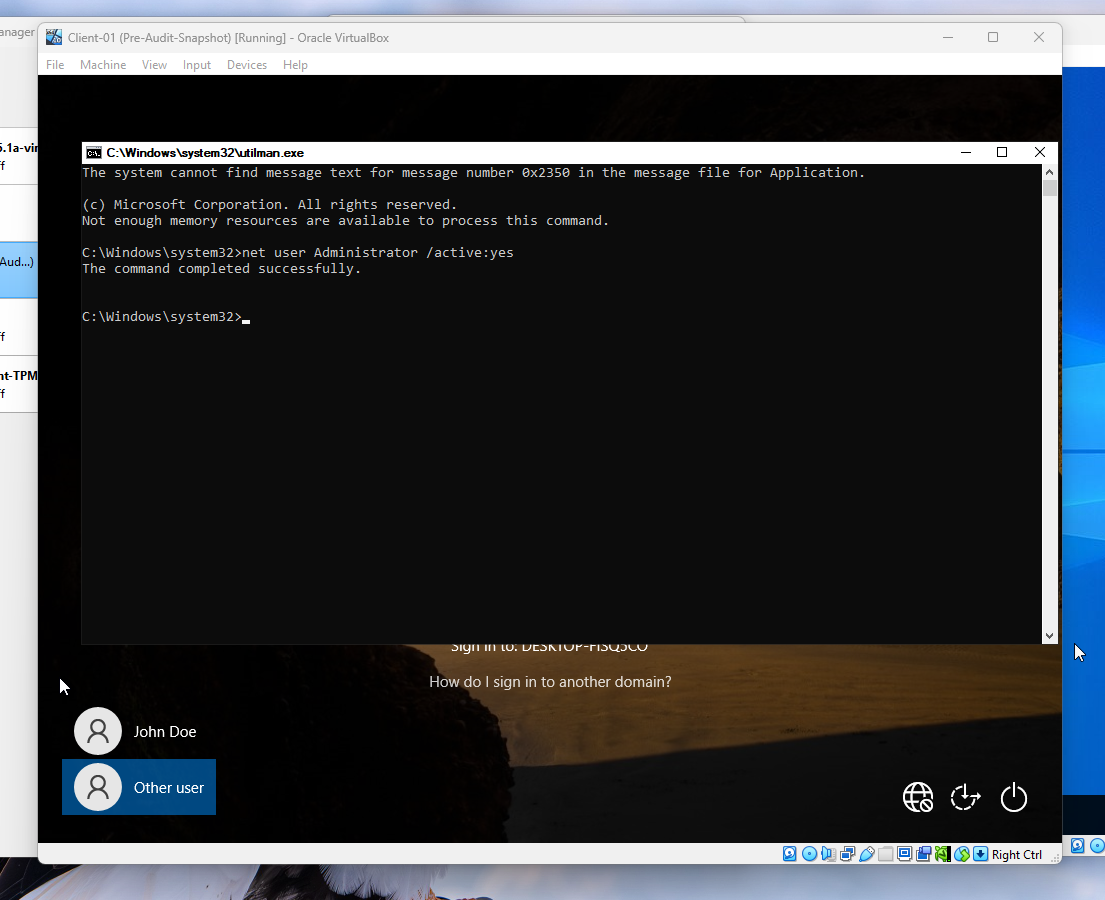 anager
Client-01 (Pre-Audit-Snapshot) [Running] - Oracle VirtualBox
File Machine View Input Devices Help
C:\Windows\system32\utilman.exe
The system cannot find message text for message number 0x2350 in the message file for Application.
(c) Microsoft Corporation. All rights reserved.
Not enough memory resources are available to process this command.
C:\Windows\system32>net user Administrator /active:yes
The command completed successfully.
C:\Windows\system32>
5.1a-vir
ff
Aud...)
ff
nt-TPM
ff
Sign in to:
How do I sign in to another domain?
John Doe
Other user
Right Ctrl